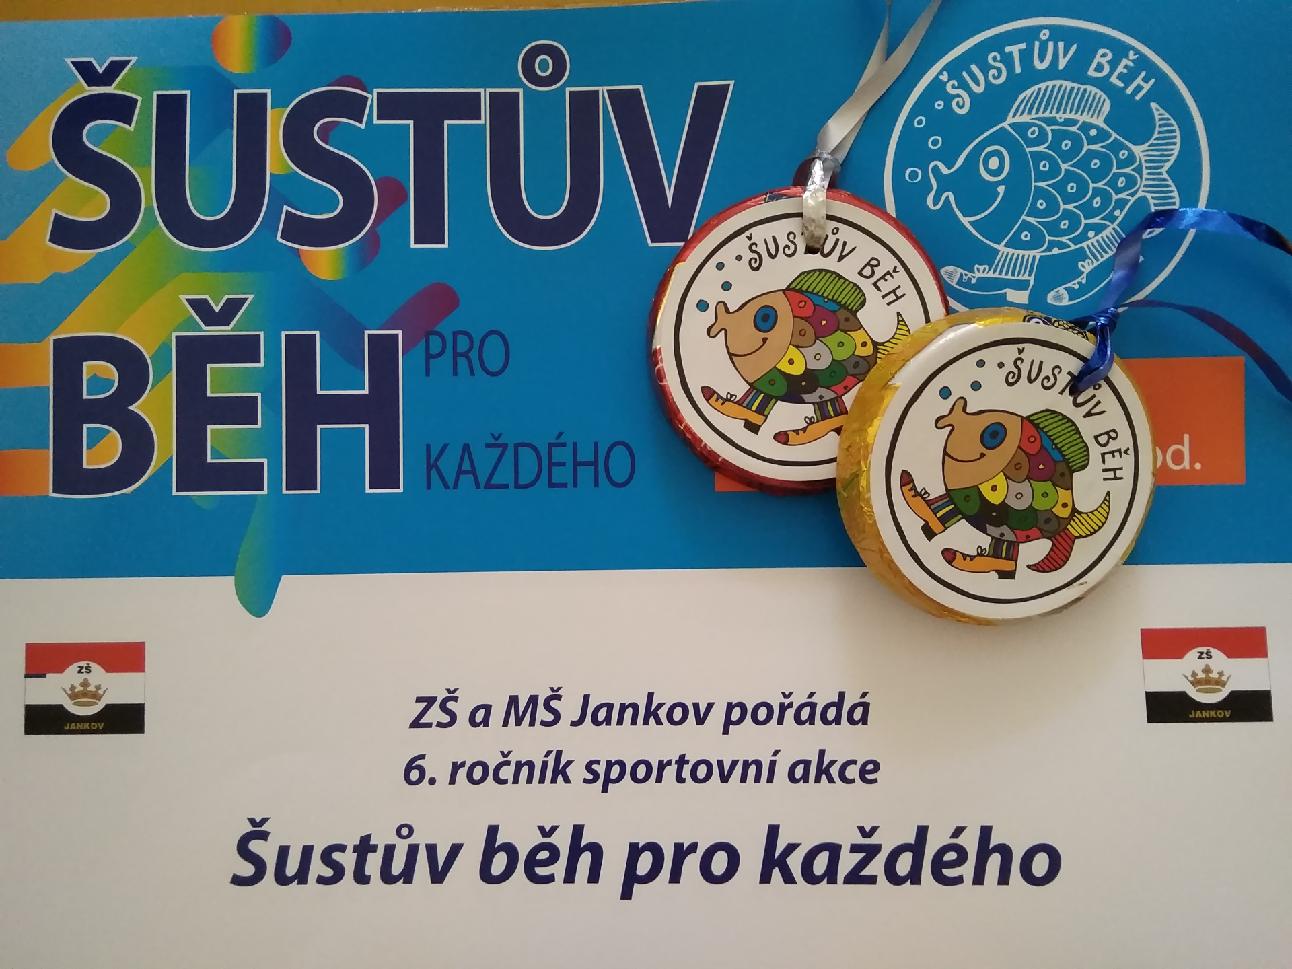 ŠUSTŮV
BĚH
PRO
KAŽDÉHO
ŠUSTŮV BĚH
ŠUSTŮV BĚH
ŠUSTŮV BĚH
od.
ZŠ
JANKOV
ZŠ
JANKOV
ZŠ a MŠ Jankov pořádá
6. ročník sportovní akce
Šustův běh pro každého